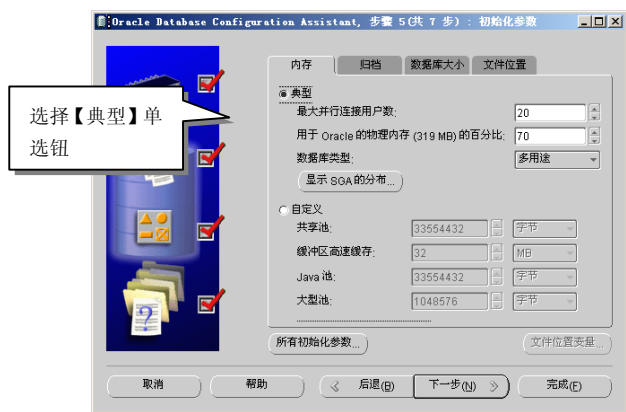 Oracle Database Configuration Assistant, 步骤 5(共 7 步) : 初始化参数
内存 归档 数据库大小 文件位置
典型
最大并行连接用户数: 20
用于 Oracle 的物理内存 (319 MB) 的百分比: 70
数据库类型: 多用途
显示 SGA 的分布...
自定义
共享池: 33554432 字节
缓冲区高速缓存: 32 MB
Java 池: 33554432 字节
大型池: 1048576 字节
所有初始化参数... 文件位置变量...
取消 帮助 后退(B) 下一步(N) 完成(F)
选择【典型】单
选钮